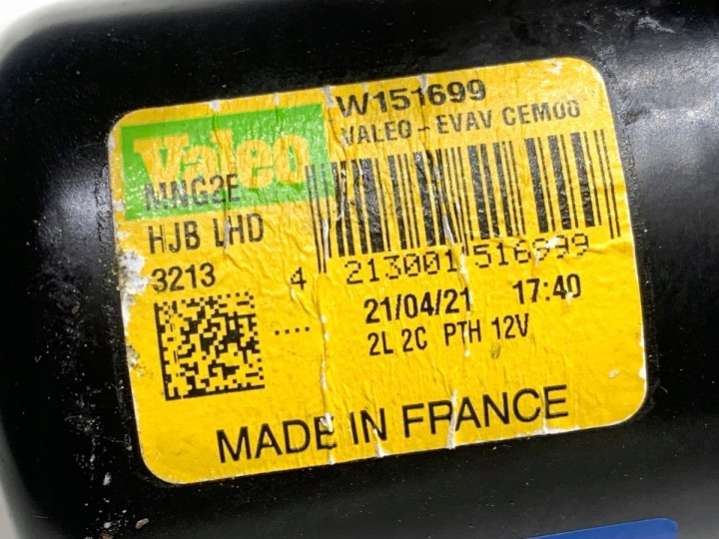 W151699
VALEO-EVAV CEM00
Valeo
MNG2E
HJB LHD
3213
4 213001 516999
21/04/21 17:40
....
2L 2C PTH 12V
MADE IN FRANCE